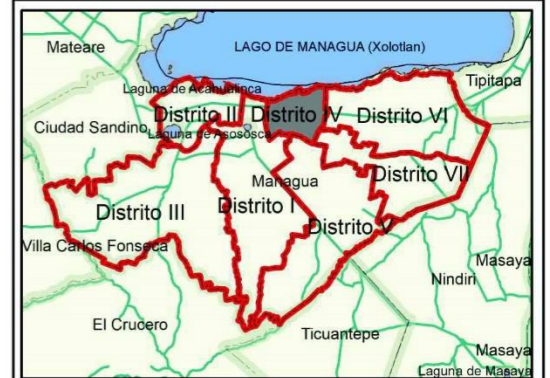 Mateare
LAGO DE MANAGUA (Xolotlan)
Tipitapa
Laguna de Acahualinca
Distrito II
Distrito IV
Distrito VI
Ciudad Sandino
Laguna de Asososca
Managua
Distrito VII
Distrito III
Distrito I
Distrito V
Villa Carlos Fonseca
Masaya
Nindiri
El Crucero
Ticuantepe
Masaya
Laguna de Masaya